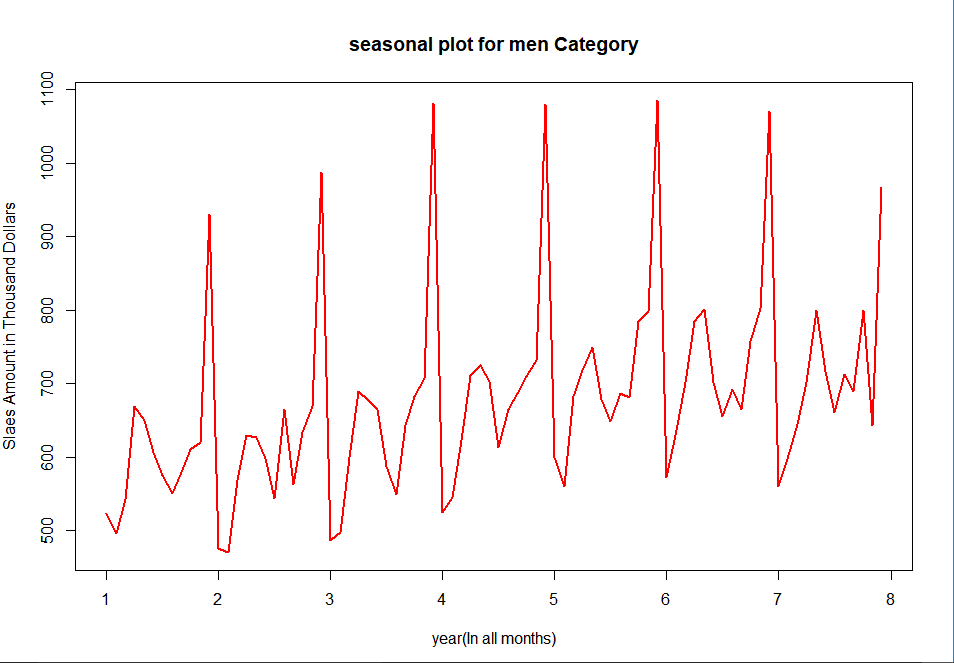 seasonal plot for men Category
Slaes Amount in Thousand Dollars
1100
1000
900
800
700
600
500
1 2 3 4 5 6 7 8
year(In all months)